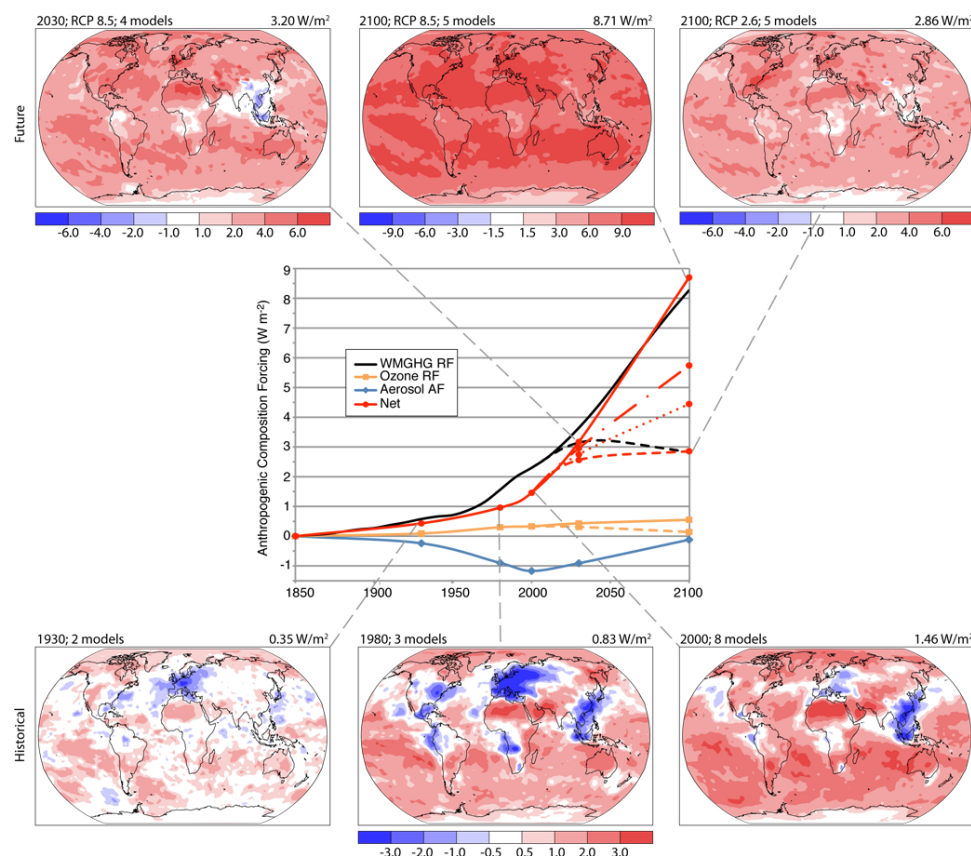 2030; RCP 8.5; 4 models 3.20 W/m²
2100; RCP 8.5; 5 models 8.71 W/m²
2100; RCP 2.6; 5 models 2.86 W/m²
Future
-6.0 -4.0 -2.0 -1.0 1.0 2.0 4.0 6.0
-9.0 -6.0 -3.0 -1.5 1.5 3.0 6.0 9.0
-6.0 -4.0 -2.0 -1.0 1.0 2.0 4.0 6.0
Anthropogenic Composition Forcing (W m⁻²)
9
8
7
6
5
4
3
2
1
0
-1
WMGHG RF
Ozone RF
Aerosol AF
Net
1850 1900 1950 2000 2050 2100
1930; 2 models 0.35 W/m²
1980; 3 models 0.83 W/m²
2000; 8 models 1.46 W/m²
Historical
-3.0 -2.0 -1.0 -0.5 0.5 1.0 2.0 3.0